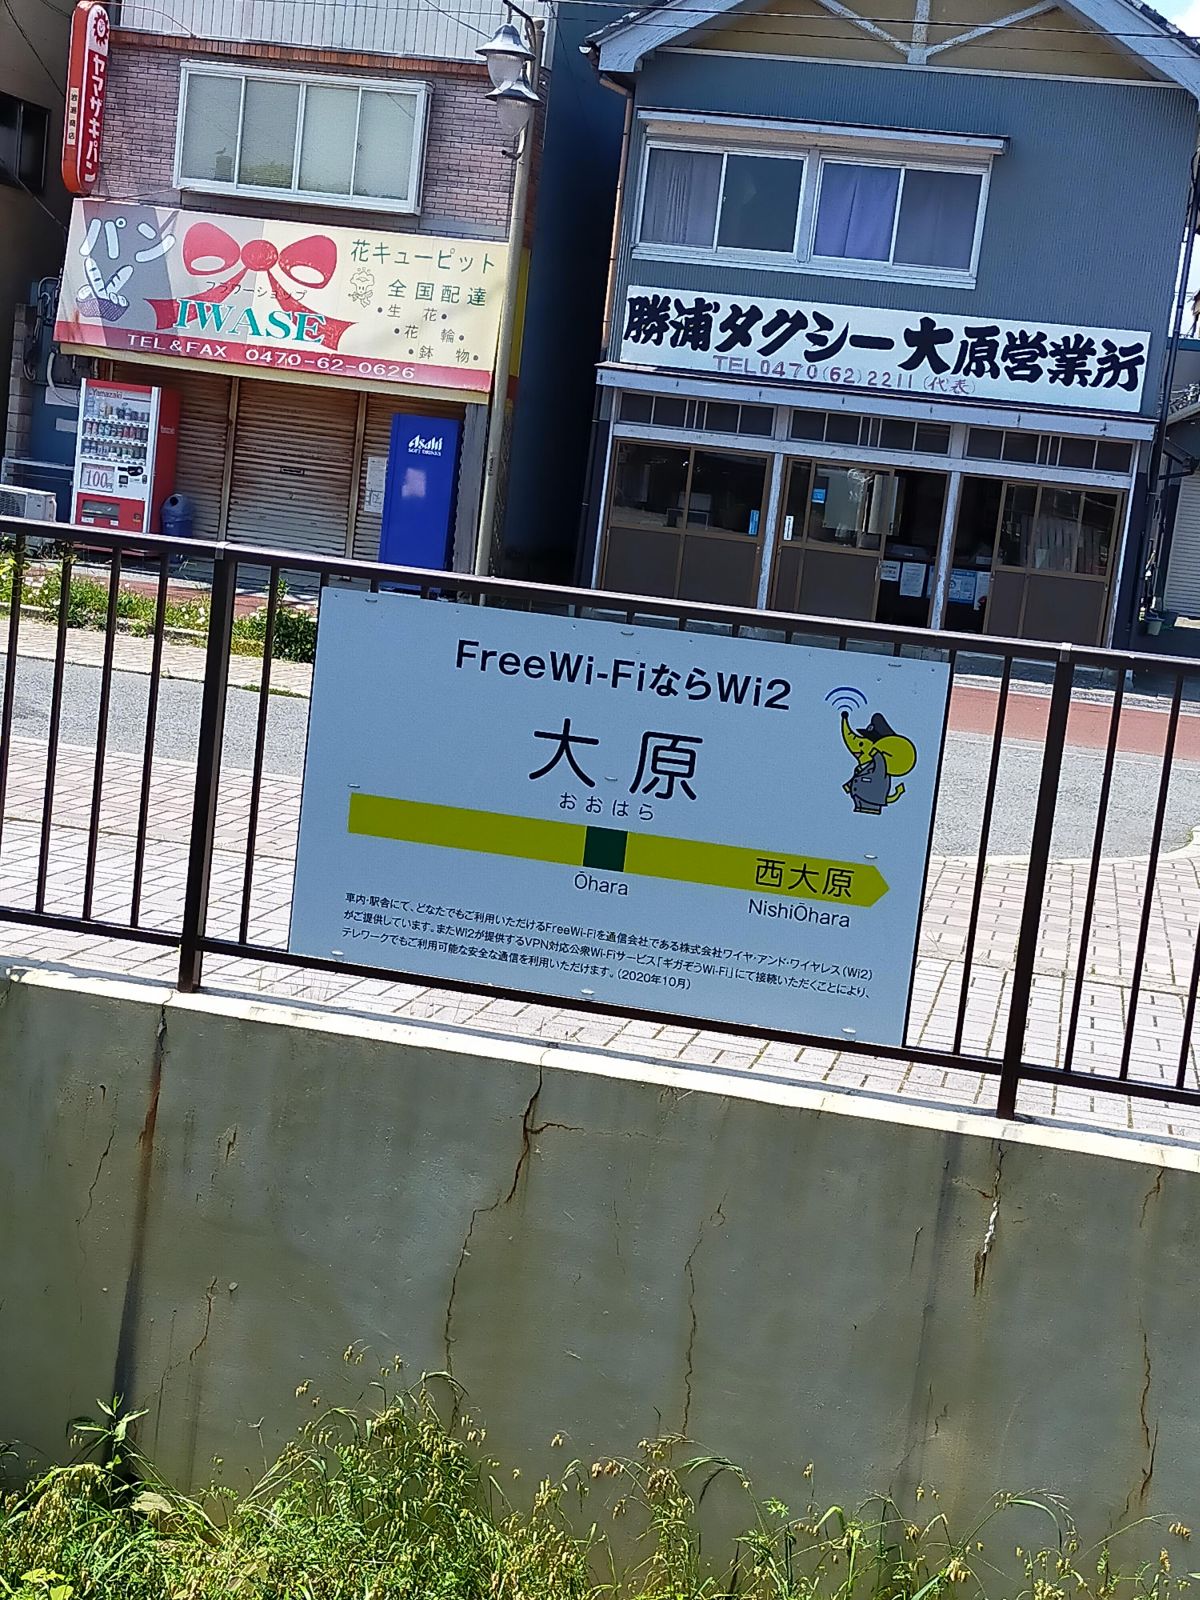 ヤマザキパン
岩瀬商店
パン
フラワーショップ
IWASE
花キューピット
全国配達
・生花・
・花輪・
・鉢物・
TEL&FAX 0470-62-0626
勝浦タクシー大原営業所
TEL0470(62)2211(代表)
Yamazaki
100
Asahi
SOFT DRINKS
FreeWi-FiならWi2
大原
おおはら
Ōhara
西大原
NishiŌhara
車内・駅舎にて、どなたでもご利用いただけるFreeWi-Fiを通信会社である株式会社ワイヤ・アンド・ワイヤレス(Wi2)
がご提供しています。またWi2が提供するVPN対応公衆Wi-Fiサービス「ギガぞうWi-Fi」にて接続いただくことにより、
テレワークでもご利用可能な安全な通信を利用いただけます。(2020年10月)